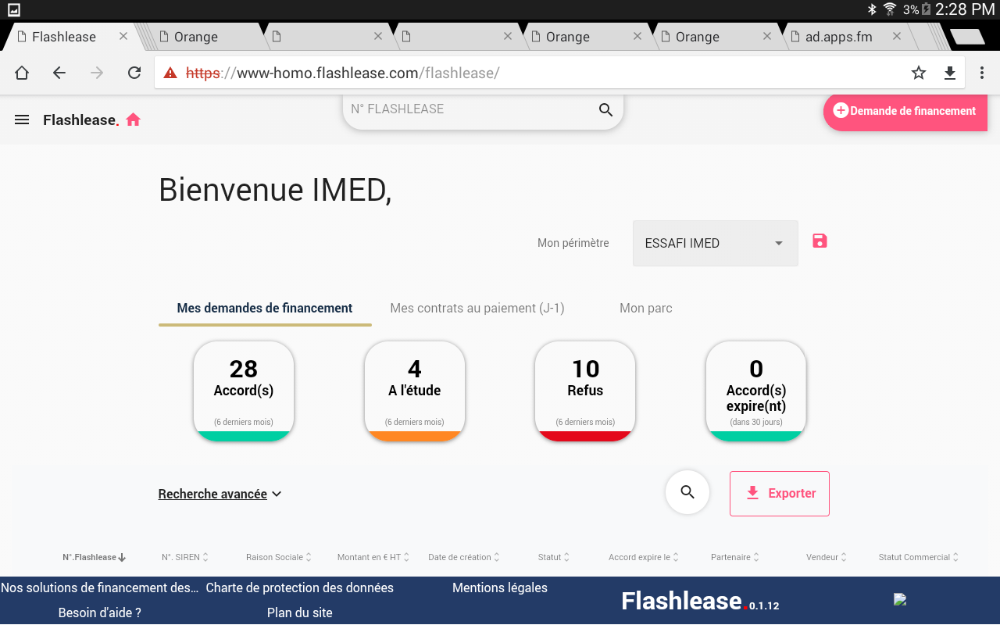 3% 2:28 PM
Flashlease Orange Orange Orange ad.apps.fm
https://www-homo.flashlease.com/flashlease/
Flashlease. N° FLASHLEASE Demande de financement
Bienvenue IMED,
Mon périmètre ESSAFI IMED
Mes demandes de financement Mes contrats au paiement (J-1) Mon parc
28 4 10 0
Accord(s) A l'étude Refus Accord(s)
expire(nt)
(6 derniers mois) (6 derniers mois) (6 derniers mois) (dans 30 jours)
Recherche avancée Exporter
N°.Flashlease N°. SIREN Raison Sociale Montant en € HT Date de création Statut Accord expire le Partenaire Vendeur Statut Commercial
Nos solutions de financement des... Charte de protection des données Mentions légales
Flashlease.0.1.12
Besoin d'aide ? Plan du site